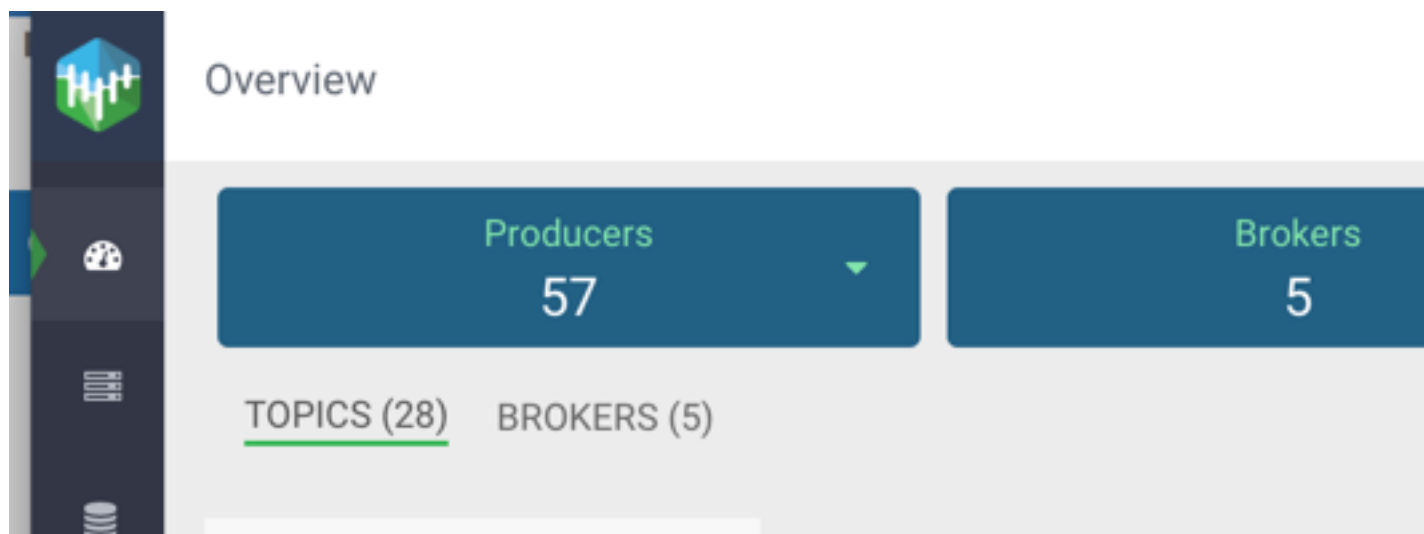 Overview
Producers
57
Brokers
5
TOPICS (28) BROKERS (5)